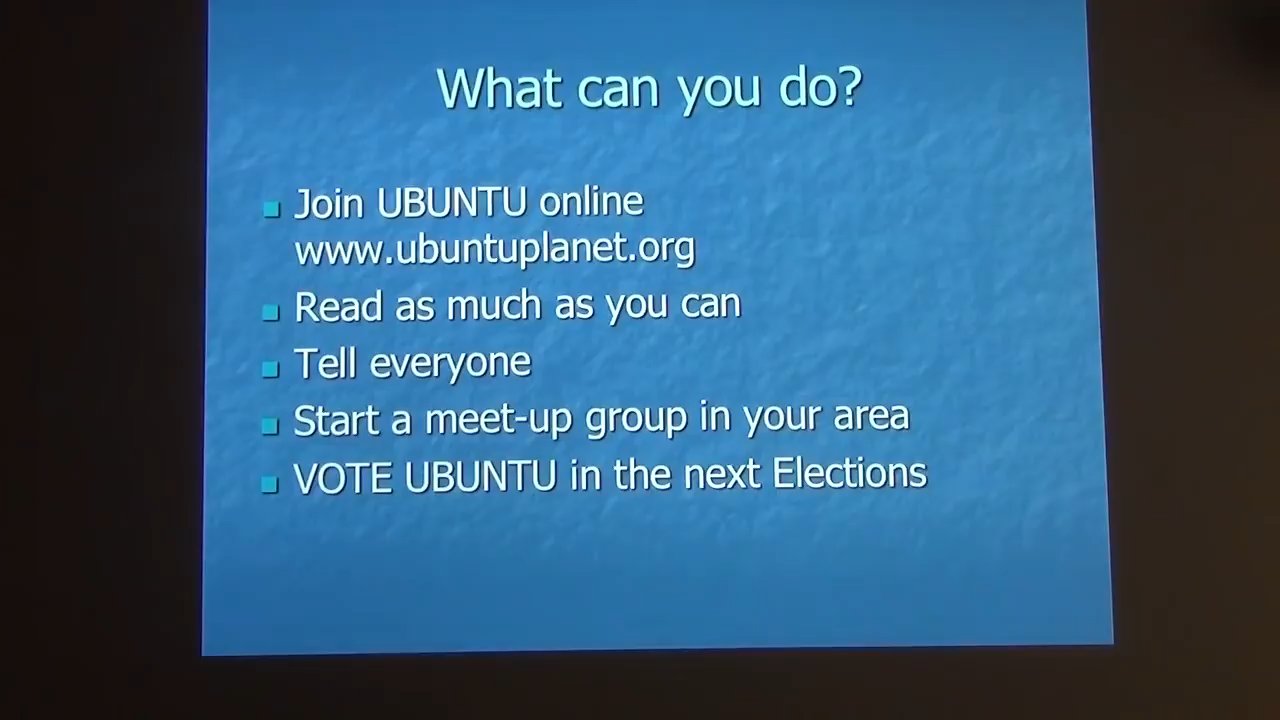 What can you do?
Join UBUNTU online
www.ubuntuplanet.org
Read as much as you can
Tell everyone
Start a meet-up group in your area
VOTE UBUNTU in the next Elections